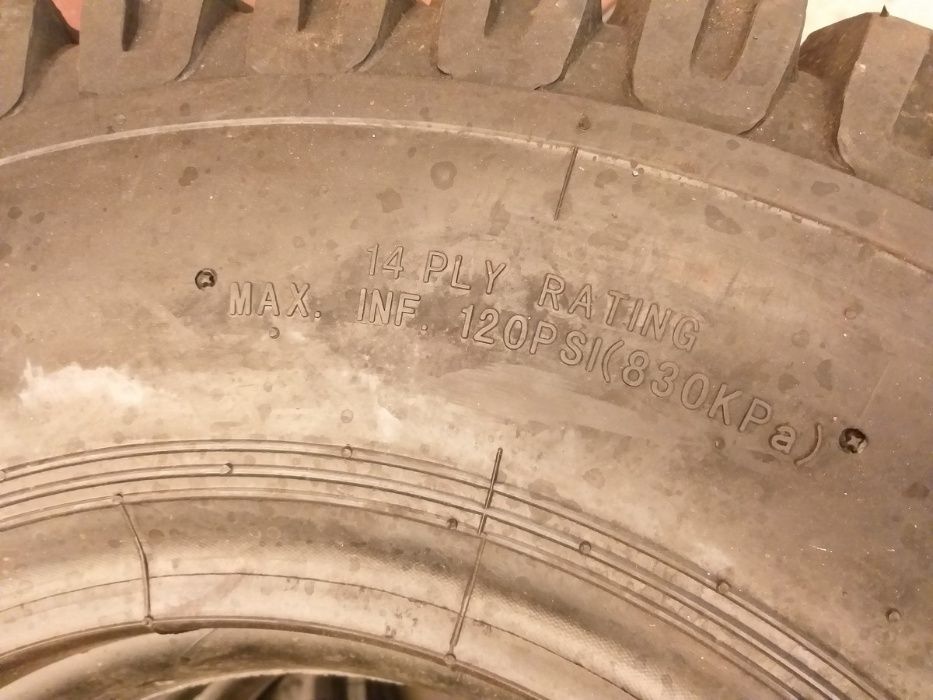 14 PLY RATING
MAX. INF. 120PSI(830KPa)